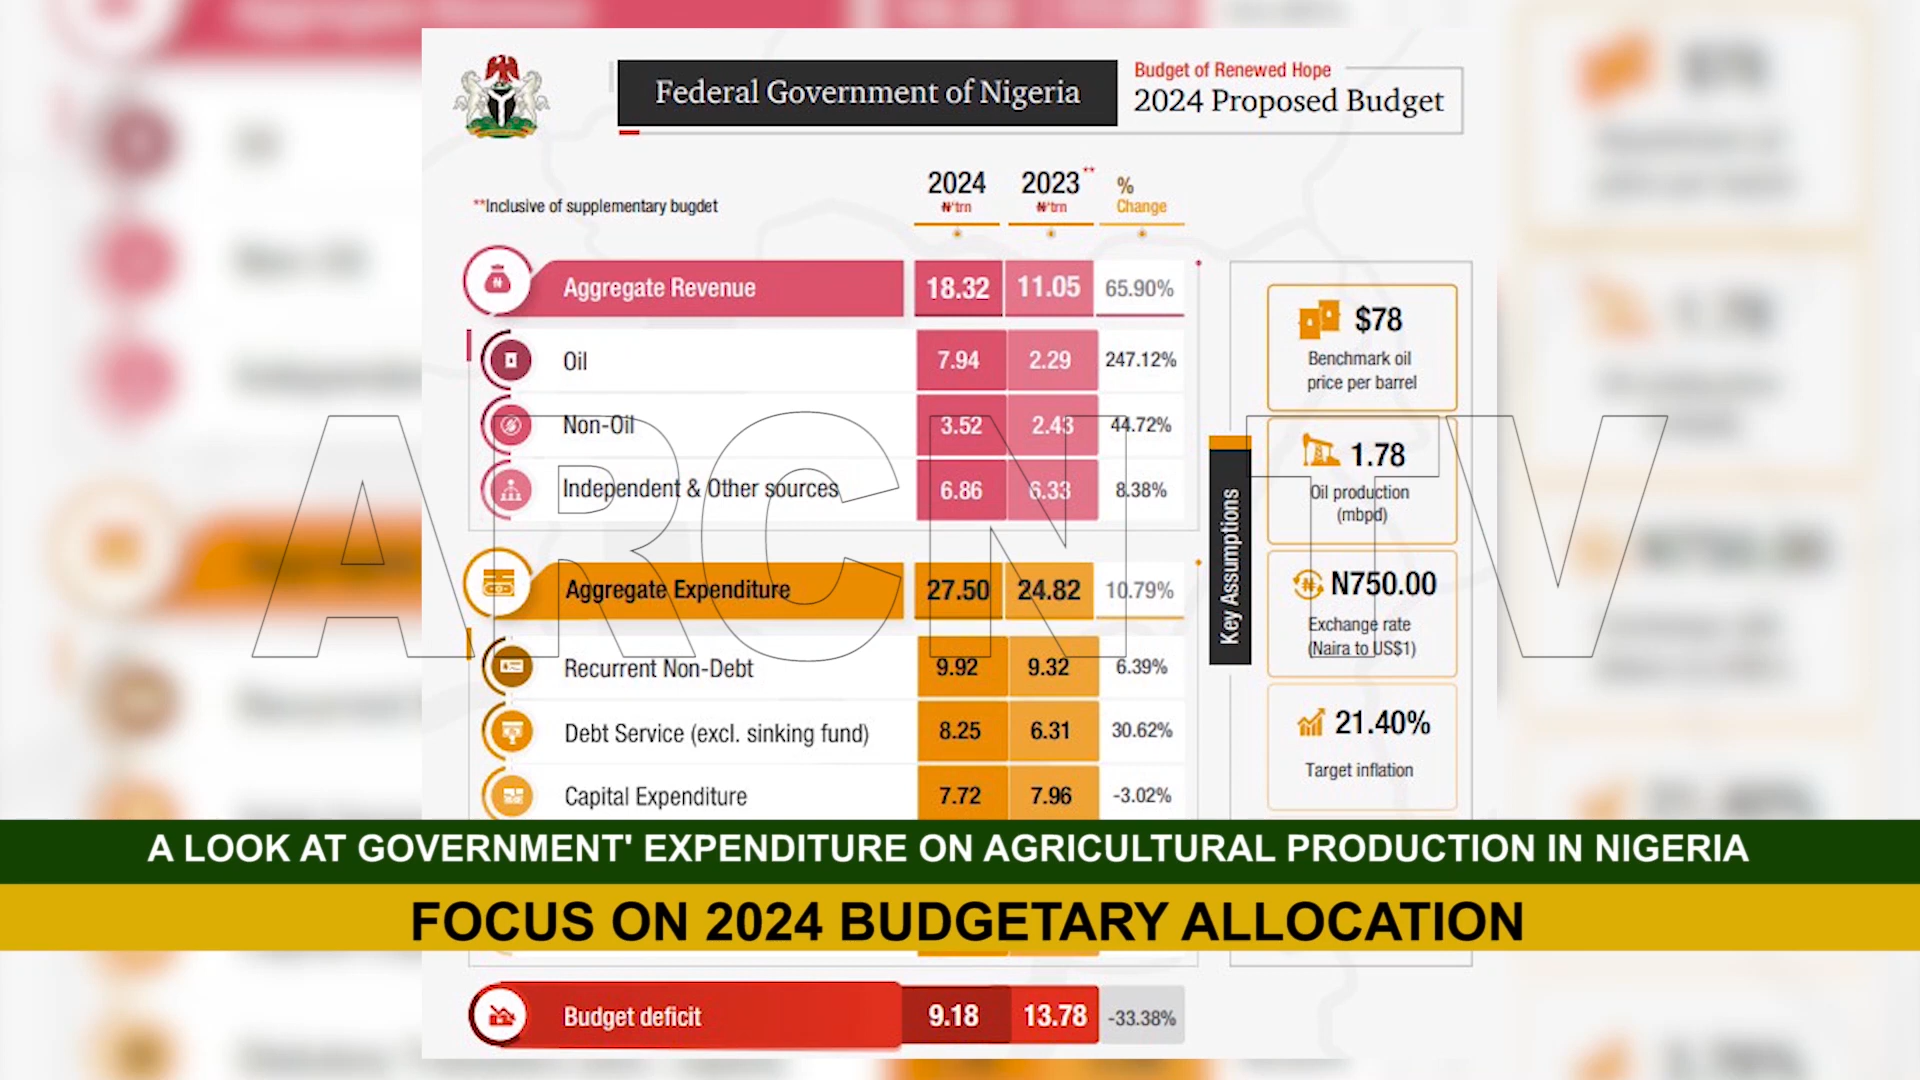 Federal Government of Nigeria
Budget of Renewed Hope
2024 Proposed Budget
**Inclusive of supplementary bugdet
2024 2023** %
₦'trn ₦'trn Change
Aggregate Revenue 18.32 11.05 65.90%
Oil 7.94 2.29 247.12%
Non-Oil 3.52 2.43 44.72%
Independent & Other sources 6.86 6.33 8.38%
Aggregate Expenditure 27.50 24.82 10.79%
Recurrent Non-Debt 9.92 9.32 6.39%
Debt Service (excl. sinking fund) 8.25 6.31 30.62%
Capital Expenditure 7.72 7.96 -3.02%
Key Assumptions
$78
Benchmark oil
price per barrel
1.78
Oil production
(mbpd)
N750.00
Exchange rate
(Naira to US$1)
21.40%
Target inflation
ARCN TV
A LOOK AT GOVERNMENT' EXPENDITURE ON AGRICULTURAL PRODUCTION IN NIGERIA
FOCUS ON 2024 BUDGETARY ALLOCATION
Budget deficit 9.18 13.78 -33.38%